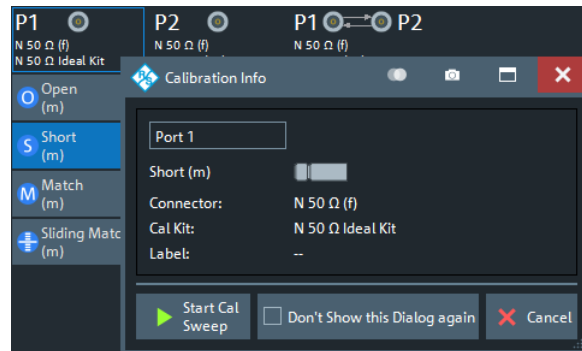 P1 P2 P1 P2
N 50 Ω (f) N 50 Ω (f) N 50 Ω (f)
N 50 Ω Ideal Kit
Calibration Info
O Open
(m)
S Short
(m)
M Match
(m)
Sliding Matc
(m)
Port 1
Short (m)
Connector: N 50 Ω (f)
Cal Kit: N 50 Ω Ideal Kit
Label: --
Start Cal
Sweep
Don't Show this Dialog again
Cancel